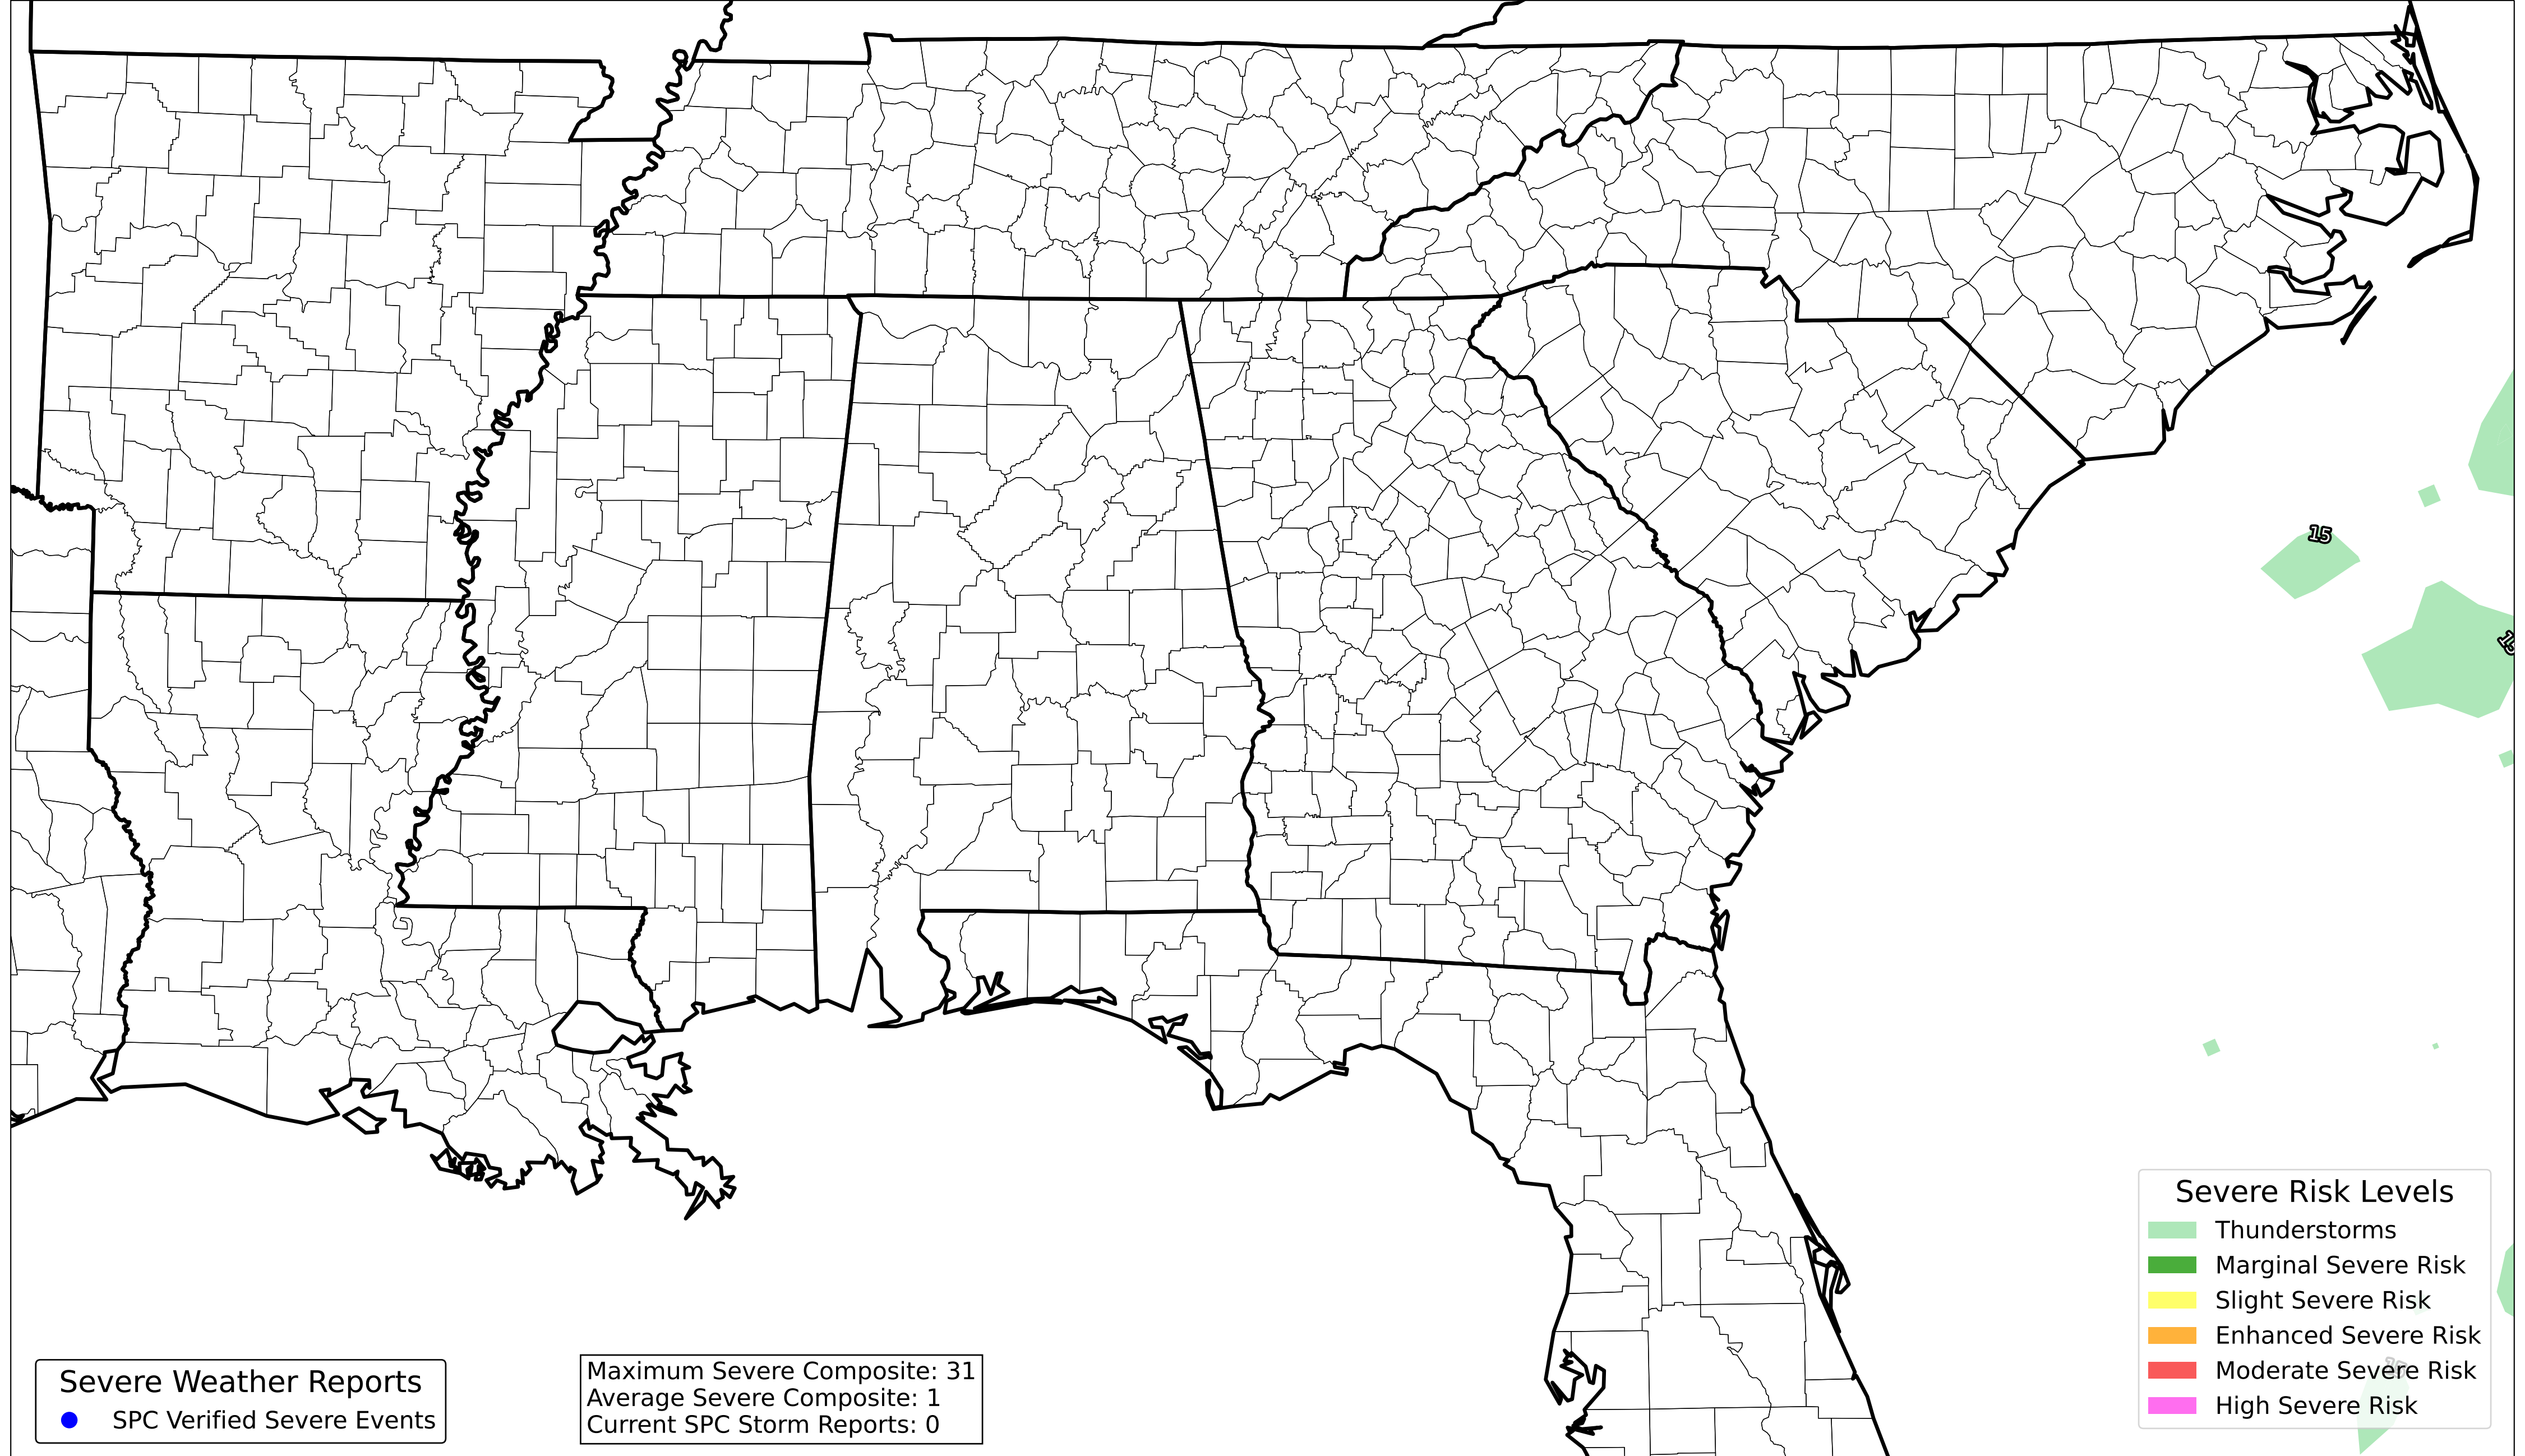 15
15
Severe Risk Levels
Thunderstorms
Marginal Severe Risk
Slight Severe Risk
Enhanced Severe Risk
Moderate Severe Risk
High Severe Risk
Severe Weather Reports
SPC Verified Severe Events
Maximum Severe Composite: 31
Average Severe Composite: 1
Current SPC Storm Reports: 0